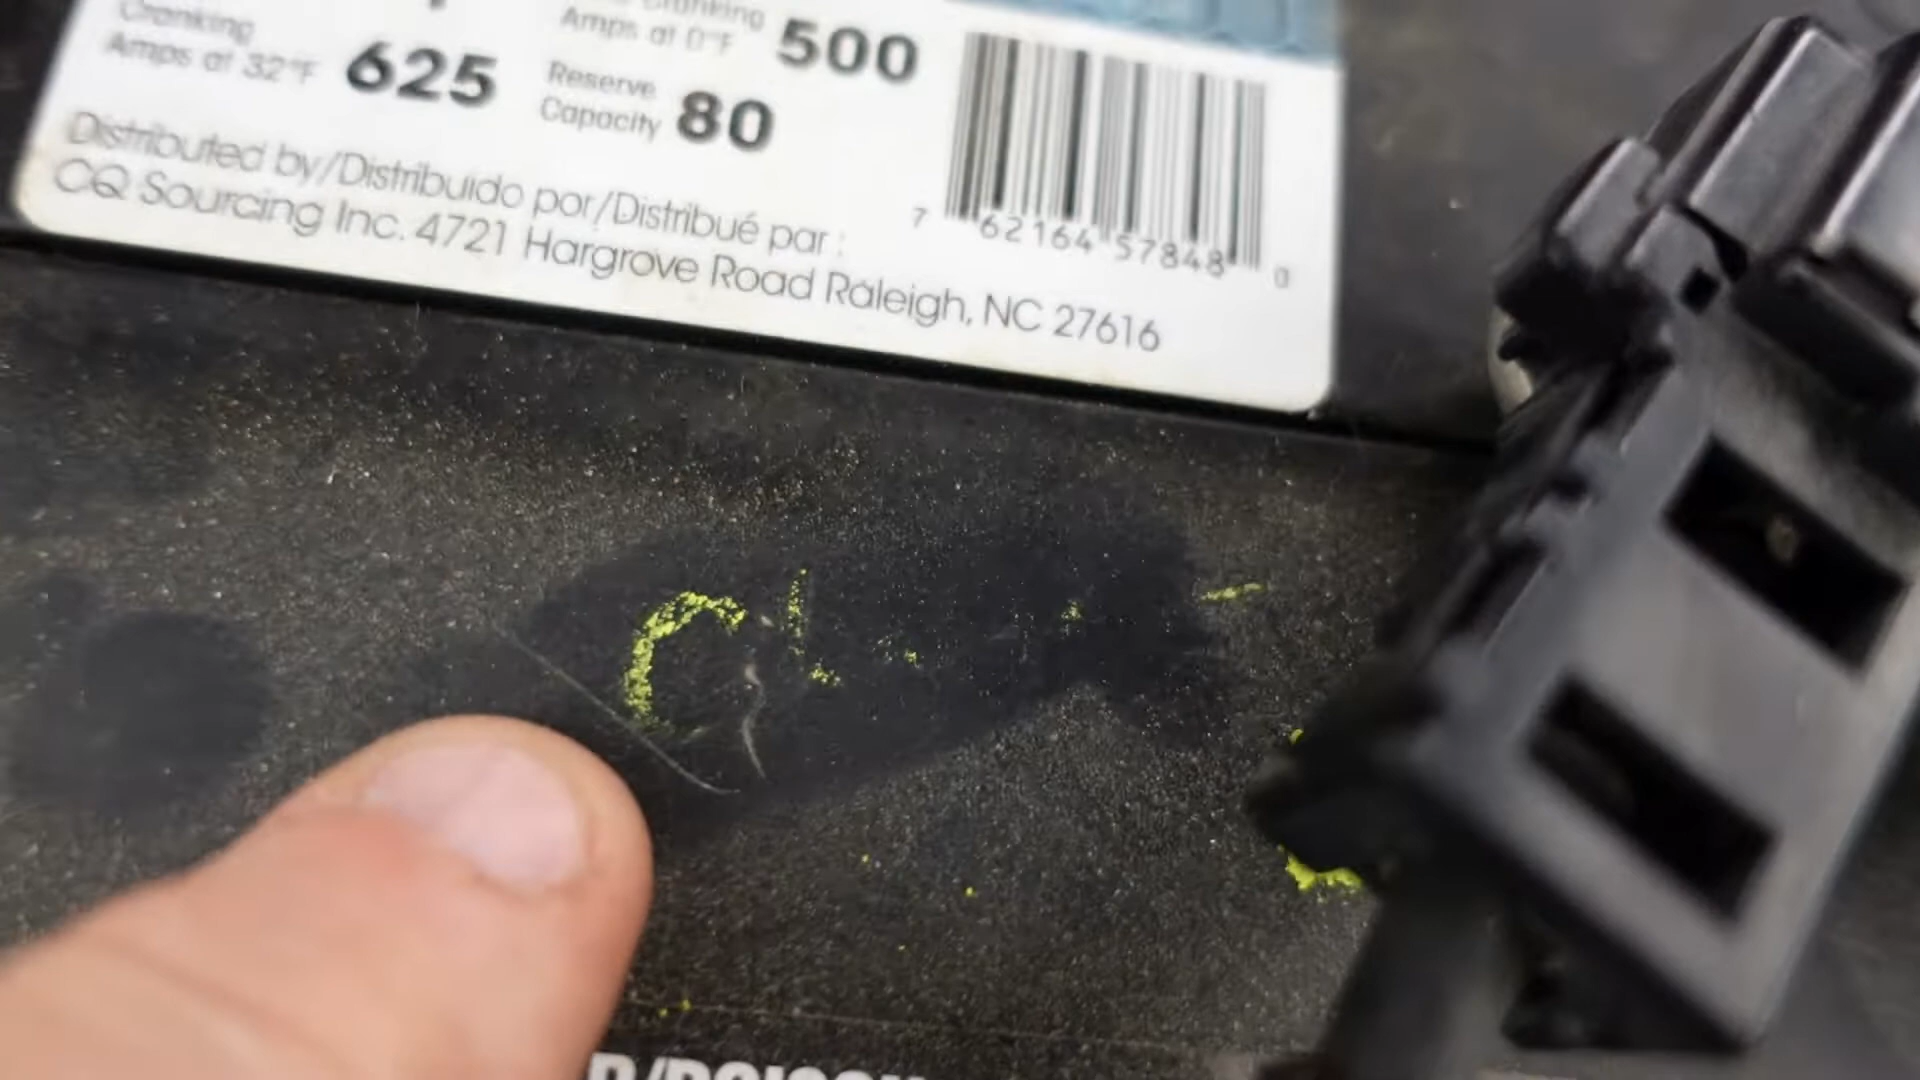 Cranking
Amps at 32°F 625
Cranking
Amps at 0°F 500
Reserve
Capacity 80
Distributed by/Distribuido por/Distribué par :
CQ Sourcing Inc. 4721 Hargrove Road Raleigh, NC 27616
7 62164 57848 0